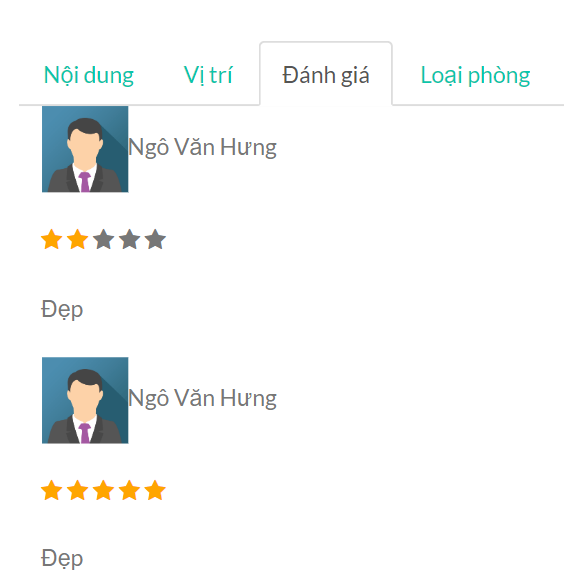 Nội dung Vị trí Đánh giá Loại phòng
Ngô Văn Hưng
Đẹp
Ngô Văn Hưng
Đẹp